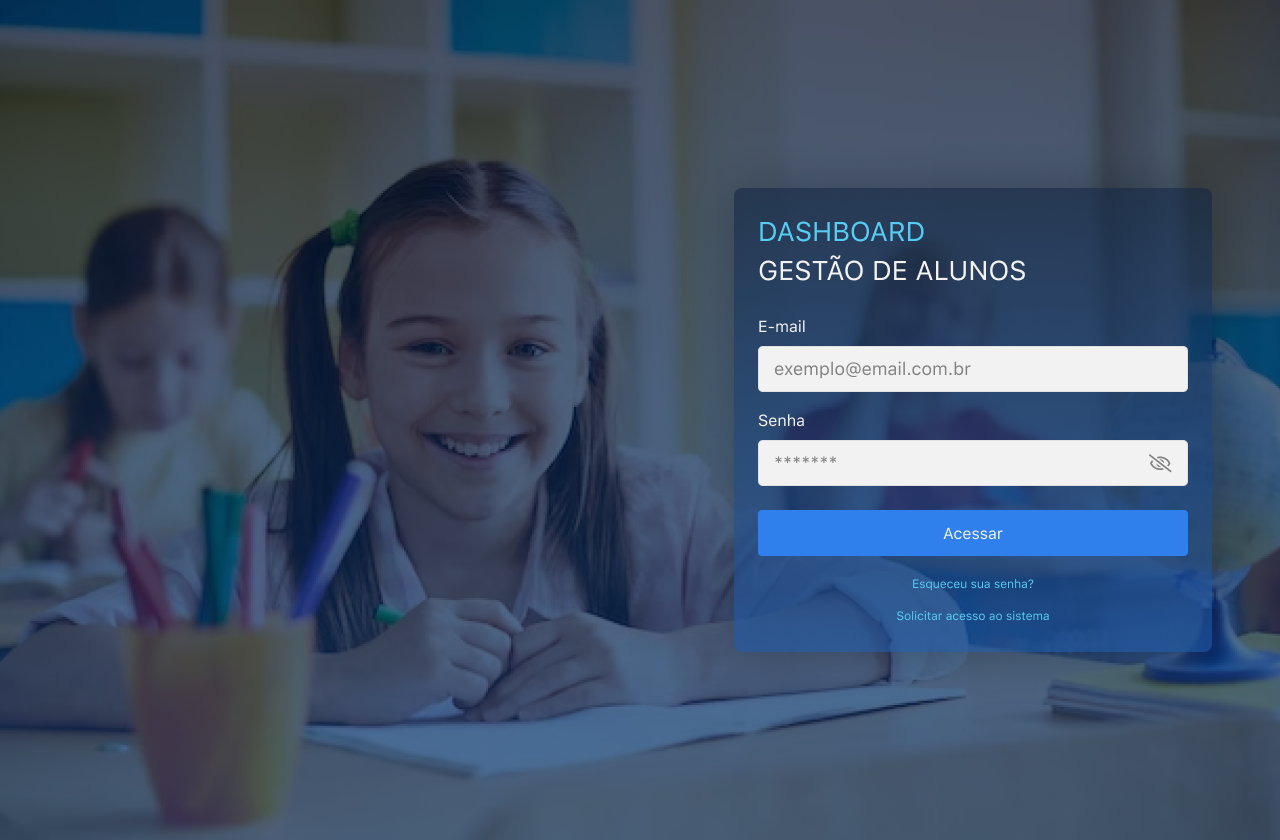 DASHBOARD
GESTÃO DE ALUNOS
E-mail
exemplo@email.com.br
Senha
*******
Acessar
Esqueceu sua senha?
Solicitar acesso ao sistema